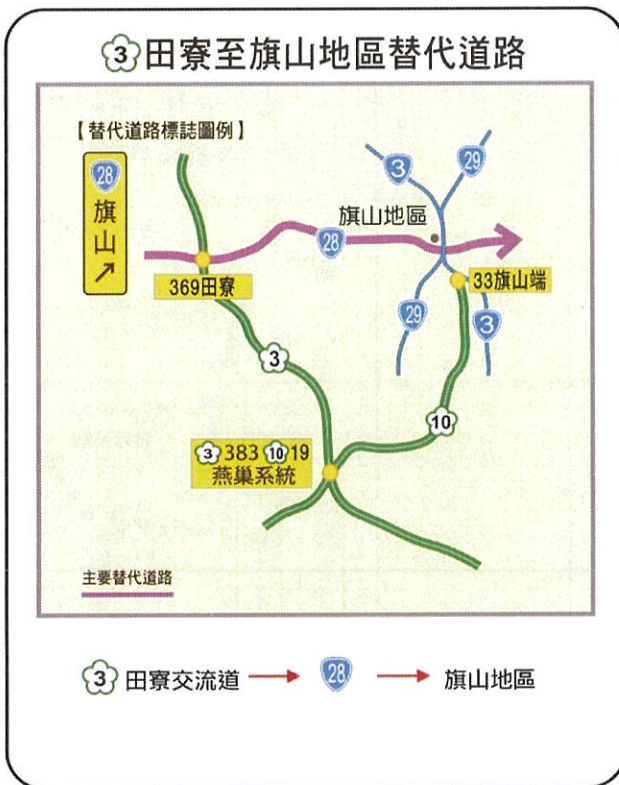 3田寮至旗山地區替代道路
【替代道路標誌圖例】
28
旗山
↗
3
29
旗山地區
28
369田寮
33旗山端
29
3
3
10
3 383 10 19
燕巢系統
主要替代道路
3 田寮交流道 → 28 → 旗山地區